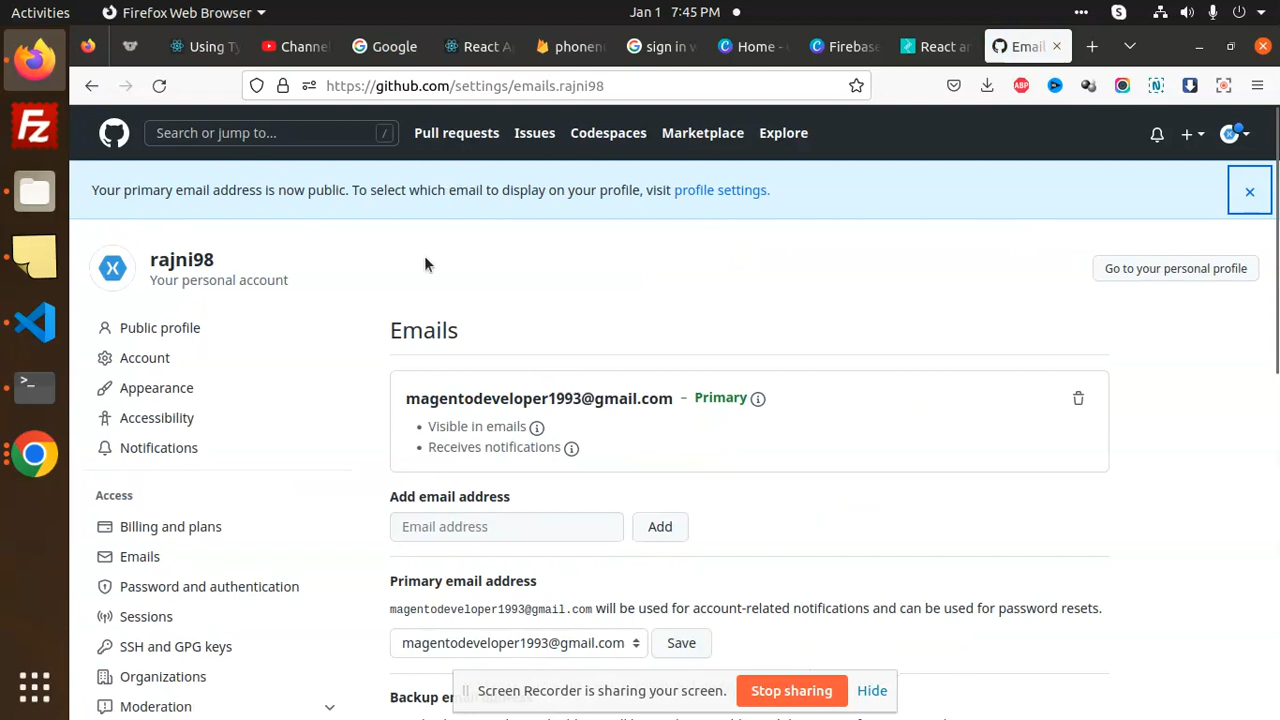 Activities
Firefox Web Browser
Jan 1 7:45 PM
Using Ty
Channe
Google
React A
phonen
sign in w
Home -
Firebase
React an
Email
https://github.com/settings/emails.rajni98
Search or jump to...
/
Pull requests
Issues
Codespaces
Marketplace
Explore
Your primary email address is now public. To select which email to display on your profile, visit profile settings.
rajni98
Your personal account
Go to your personal profile
Public profile
Account
Appearance
Accessibility
Notifications
Access
Billing and plans
Emails
Password and authentication
Sessions
SSH and GPG keys
Organizations
Moderation
Emails
magentodeveloper1993@gmail.com – Primary
• Visible in emails
• Receives notifications
Add email address
Email address
Add
Primary email address
magentodeveloper1993@gmail.com will be used for account-related notifications and can be used for password resets.
magentodeveloper1993@gmail.com
Save
Backup em
Screen Recorder is sharing your screen.
Stop sharing
Hide